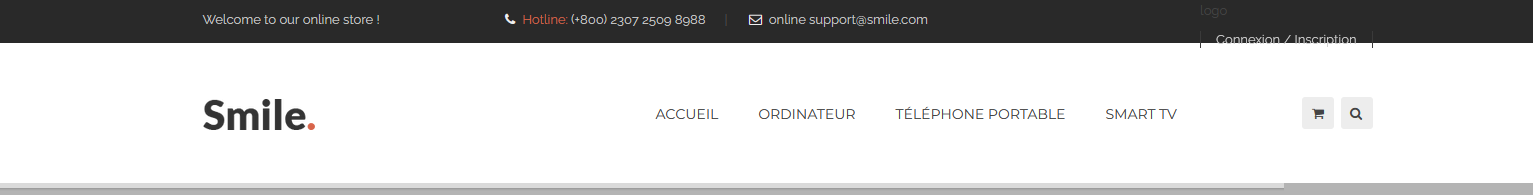 Welcome to our online store !
Hotline: (+800) 2307 2509 8988
online support@smile.com
logo
Connexion / Inscription
Smile.
ACCUEIL
ORDINATEUR
TÉLÉPHONE PORTABLE
SMART TV